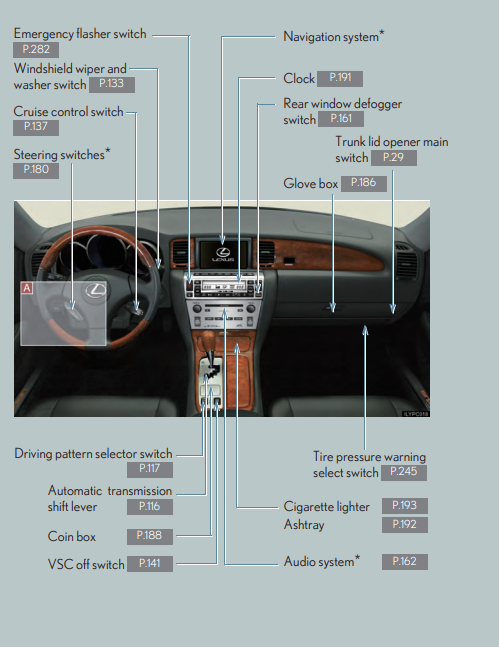 Emergency flasher switch
P.282
Windshield wiper and
washer switch P.133
Cruise control switch
P.137
Steering switches*
P.180
Navigation system*
Clock P.191
Rear window defogger
switch P.161
Trunk lid opener main
switch P.29
Glove box P.186
A
LEXUS
ILYPC018
Driving pattern selector switch
P.117
Automatic transmission
shift lever P.116
Coin box P.188
VSC off switch P.141
Tire pressure warning
select switch P.245
Cigarette lighter P.193
Ashtray P.192
Audio system* P.162